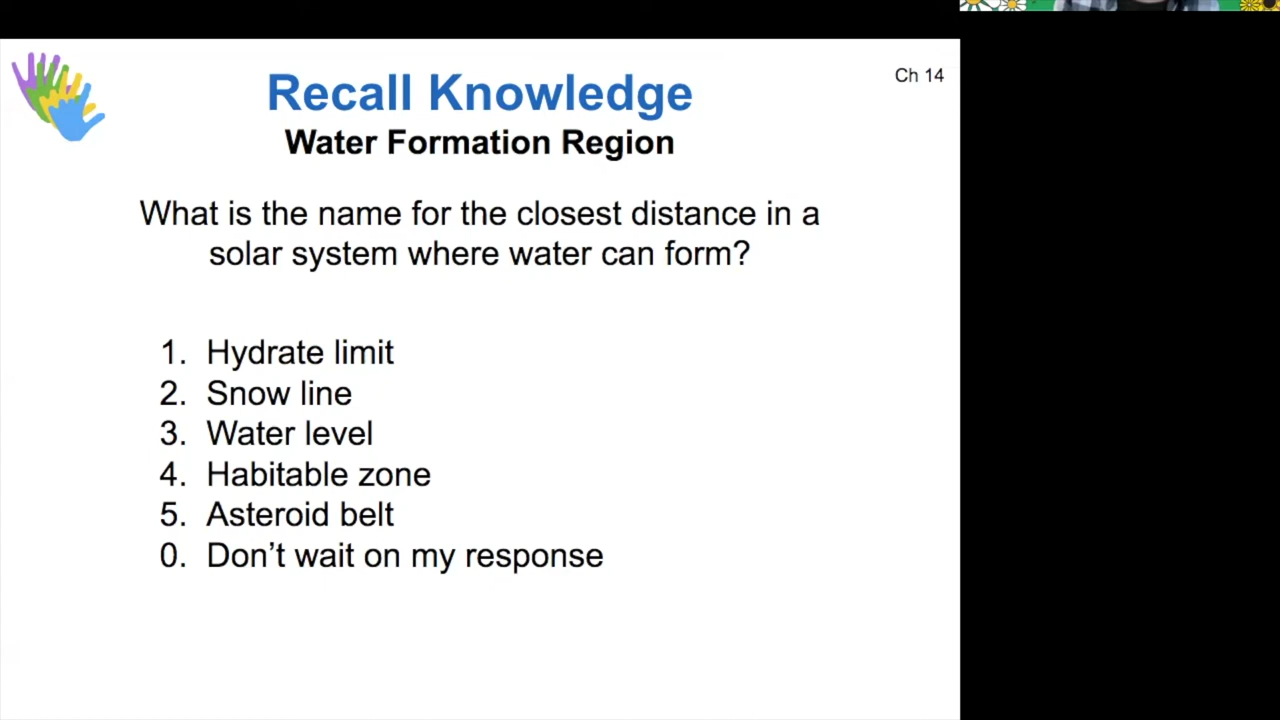 Ch 14
Recall Knowledge
Water Formation Region
What is the name for the closest distance in a
solar system where water can form?
1. Hydrate limit
2. Snow line
3. Water level
4. Habitable zone
5. Asteroid belt
0. Don’t wait on my response